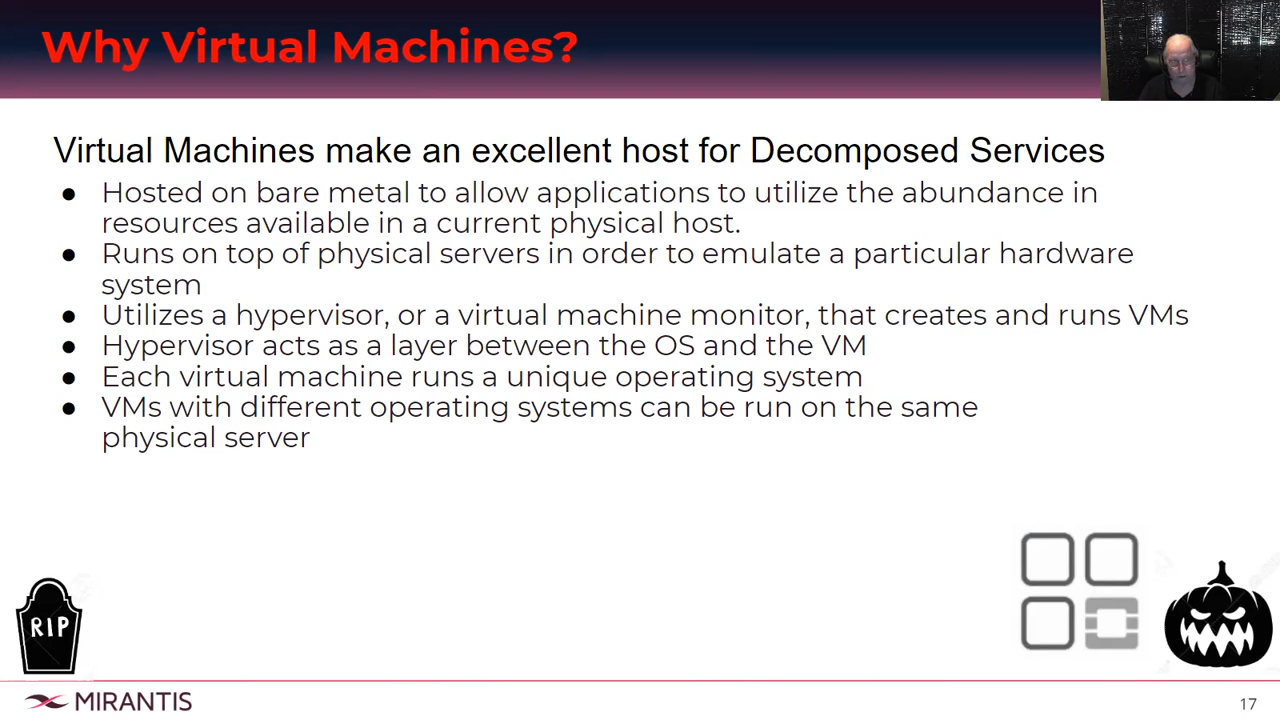 Why Virtual Machines?
Virtual Machines make an excellent host for Decomposed Services
● Hosted on bare metal to allow applications to utilize the abundance in
resources available in a current physical host.
● Runs on top of physical servers in order to emulate a particular hardware
system
● Utilizes a hypervisor, or a virtual machine monitor, that creates and runs VMs
● Hypervisor acts as a layer between the OS and the VM
● Each virtual machine runs a unique operating system
● VMs with different operating systems can be run on the same
physical server
RIP
MIRANTIS
17